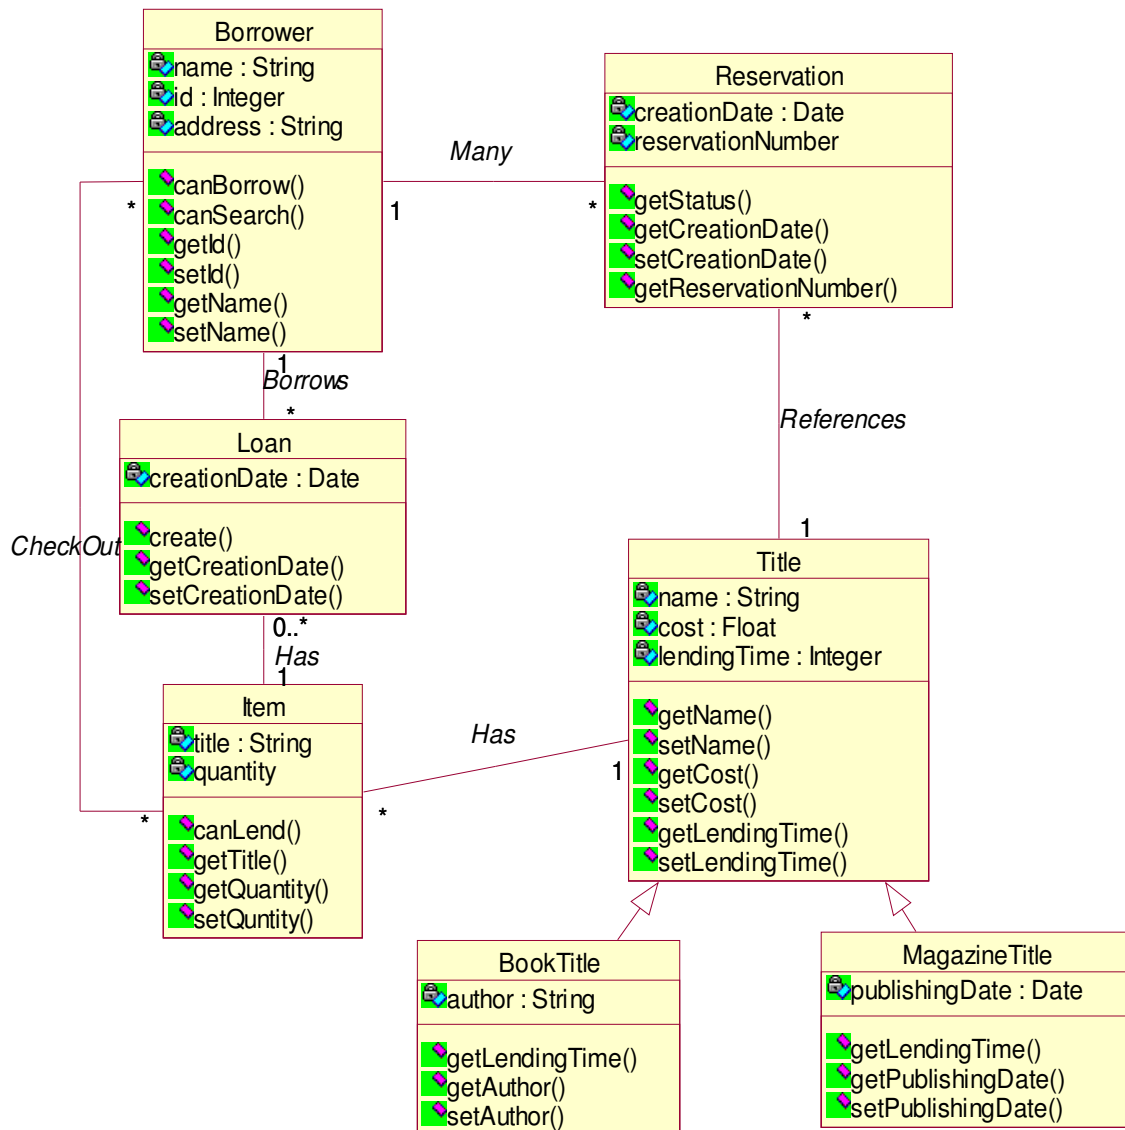 Borrower
name : String
id : Integer
address : String
canBorrow()
canSearch()
getId()
setId()
getName()
setName()
Many
1
*
*
Reservation
creationDate : Date
reservationNumber
getStatus()
getCreationDate()
setCreationDate()
getReservationNumber()
*
References
1
1
Borrows
*
Loan
creationDate : Date
create()
getCreationDate()
setCreationDate()
CheckOut
0..*
Has
1
Item
title : String
quantity
canLend()
getTitle()
getQuantity()
setQuntity()
*
*
Has
1
Title
name : String
cost : Float
lendingTime : Integer
getName()
setName()
getCost()
setCost()
getLendingTime()
setLendingTime()
BookTitle
author : String
getLendingTime()
getAuthor()
setAuthor()
MagazineTitle
publishingDate : Date
getLendingTime()
getPublishingDate()
setPublishingDate()